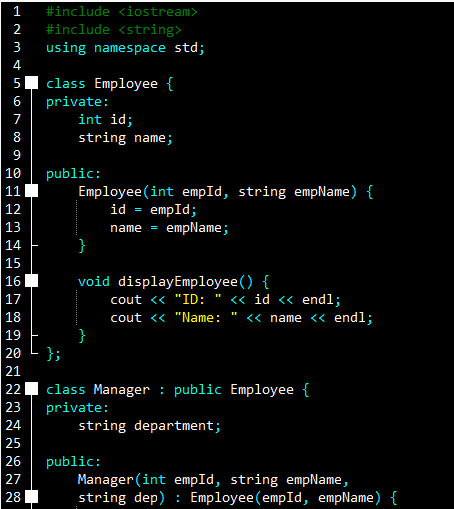 1 #include <iostream>
2 #include <string>
3 using namespace std;
4
5 class Employee {
6 private:
7     int id;
8     string name;
9
10 public:
11     Employee(int empId, string empName) {
12         id = empId;
13         name = empName;
14     }
15
16     void displayEmployee() {
17         cout << "ID: " << id << endl;
18         cout << "Name: " << name << endl;
19     }
20 };
21
22 class Manager : public Employee {
23 private:
24     string department;
25
26 public:
27     Manager(int empId, string empName,
28     string dep) : Employee(empId, empName) {